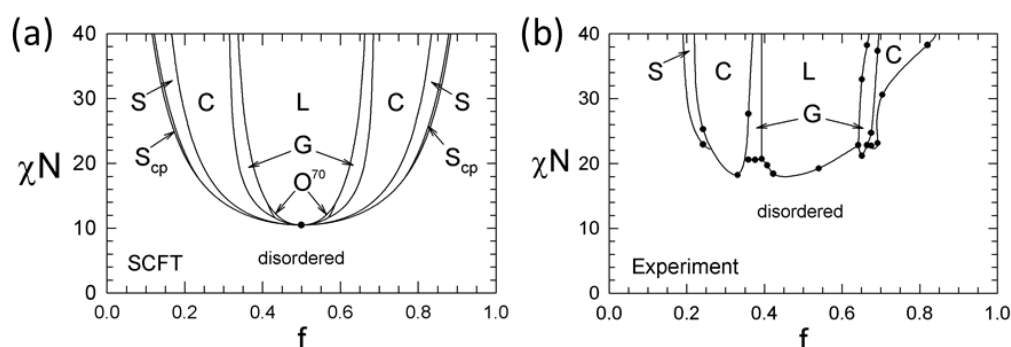 (a)
40
30
20
10
0
χN
S
C
L
C
S
S_cp
G
S_cp
O^70
disordered
SCFT
0.0 0.2 0.4 0.6 0.8 1.0
f
(b)
40
30
20
10
0
χN
S
C
L
C
G
disordered
Experiment
0.0 0.2 0.4 0.6 0.8 1.0
f